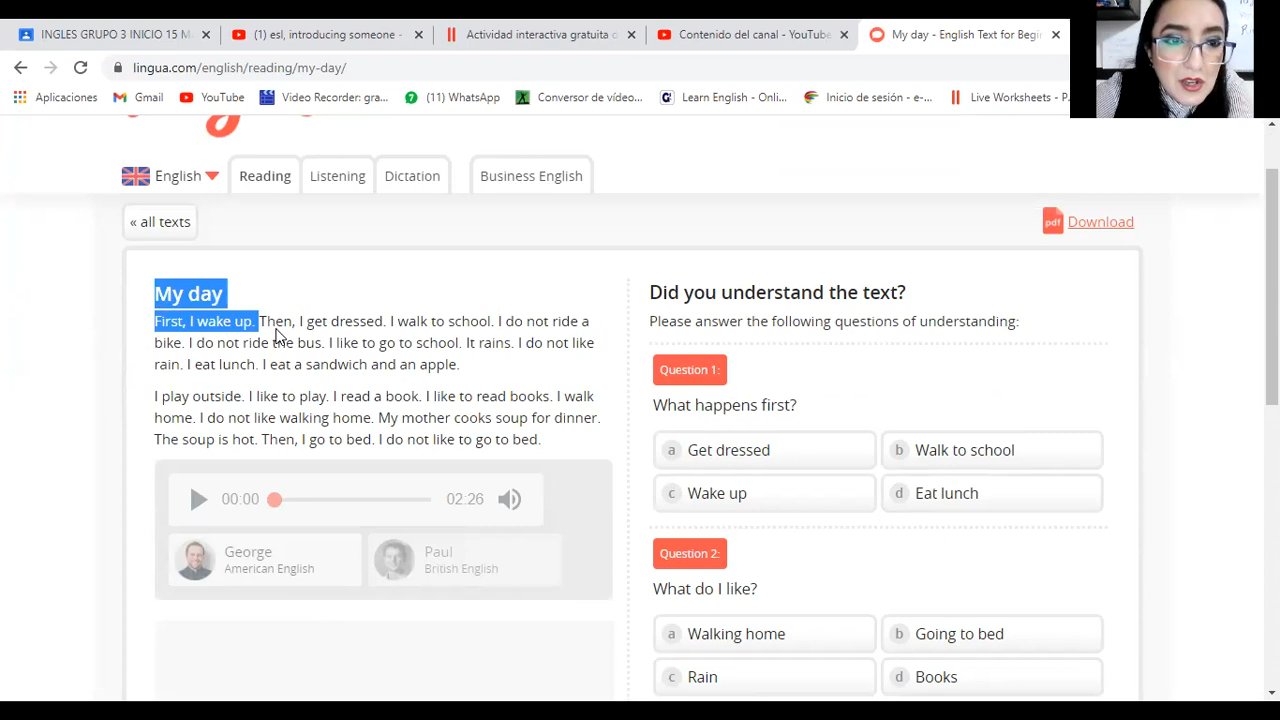 INGLES GRUPO 3 INICIO 15 M
(1) esl, introducing someone -
Actividad interactiva gratuita d
Contenido del canal - YouTube
My day - English Text for Begin
lingua.com/english/reading/my-day/
Aplicaciones
Gmail
YouTube
Video Recorder: gra...
(11) WhatsApp
Conversor de vídeo...
Learn English - Onli...
Inicio de sesión - e-...
Live Worksheets - P
English
Reading
Listening
Dictation
Business English
« all texts
pdf Download
My day
First, I wake up. Then, I get dressed. I walk to school. I do not ride a
bike. I do not ride the bus. I like to go to school. It rains. I do not like
rain. I eat lunch. I eat a sandwich and an apple.
I play outside. I like to play. I read a book. I like to read books. I walk
home. I do not like walking home. My mother cooks soup for dinner.
The soup is hot. Then, I go to bed. I do not like to go to bed.
00:00
02:26
George
American English
Paul
British English
Did you understand the text?
Please answer the following questions of understanding:
Question 1:
What happens first?
a Get dressed
b Walk to school
c Wake up
d Eat lunch
Question 2:
What do I like?
a Walking home
b Going to bed
c Rain
d Books